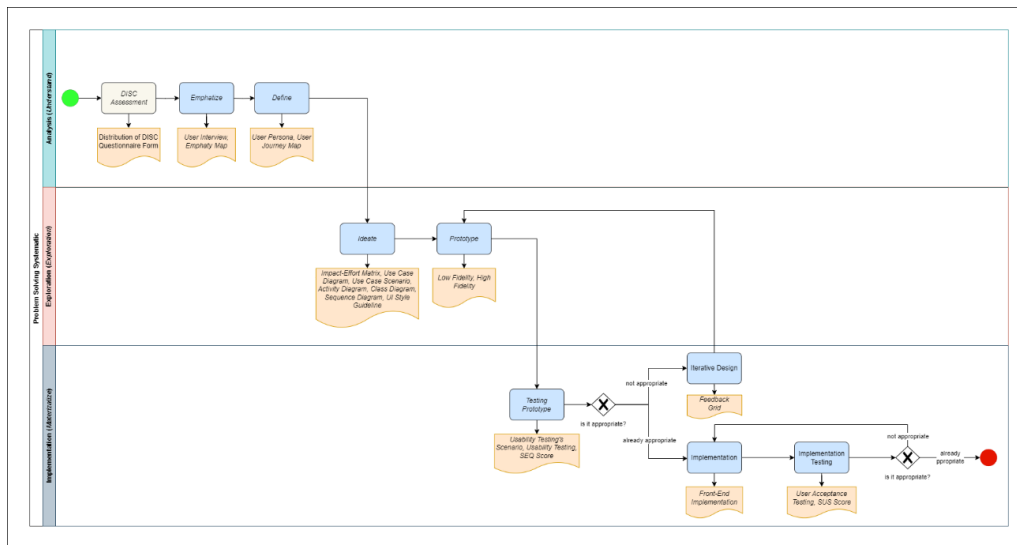 Problem Solving Systematic
Analysis (Understand)
DISC
Assessment
Emphatize
Define
Distribution of DISC
Questionnaire Form
User Interview,
Emphaty Map
User Persona, User
Journey Map
Exploration (Exploration)
Ideate
Prototype
Impact-Effort Matrix, Use Case
Diagram, Use Case Scenario,
Activity Diagram, Class Diagram,
Sequence Diagram, UI Style
Guideline
Low Fidelity, High
Fidelity
Implementation (Materialize)
Testing
Prototype
is it appropriate?
not appropriate
already appropriate
Usability Testing's
Scenario, Usability Testing,
SEQ Score
Iterative Design
Feedback
Grid
Implementation
Implementation
Testing
not appropriate
is it appropriate?
already
ppropriate
Front-End
Implementation
User Acceptance
Testing, SUS Score